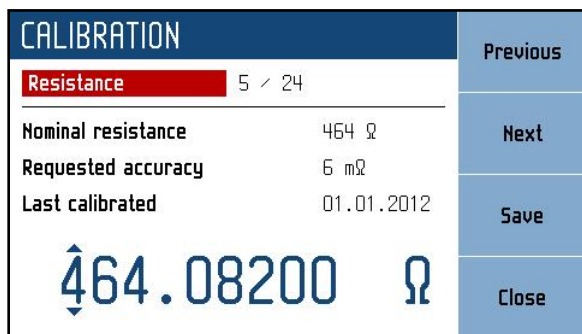 CALIBRATION
Resistance 5 / 24
Nominal resistance 464 Ω
Requested accuracy 6 mΩ
Last calibrated 01.01.2012
464.08200 Ω
Previous
Next
Save
Close